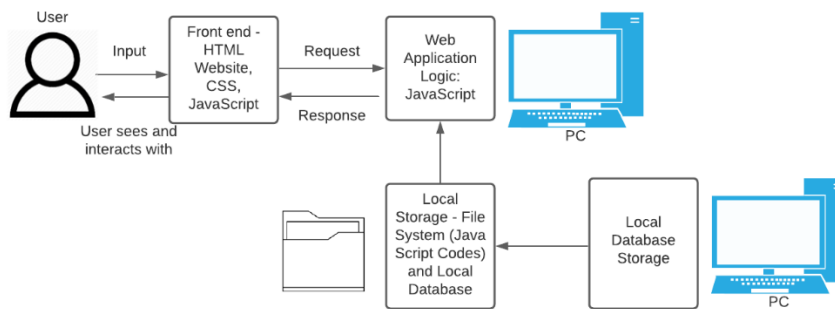 User
Input
User sees and
interacts with
Front end -
HTML
Website,
CSS,
JavaScript
Request
Response
Web
Application
Logic:
JavaScript
PC
Local
Storage - File
System (Java
Script Codes)
and Local
Database
Local
Database
Storage
PC